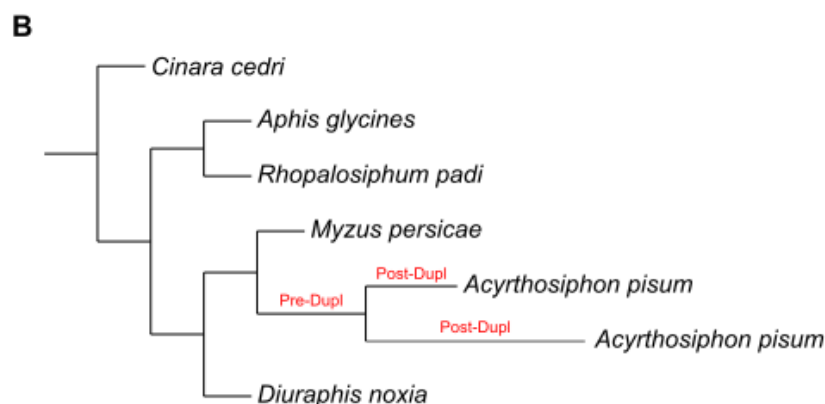 B
Cinara cedri
Aphis glycines
Rhopalosiphum padi
Myzus persicae
Post-Dupl
Acyrthosiphon pisum
Pre-Dupl
Post-Dupl
Acyrthosiphon pisum
Diuraphis noxia